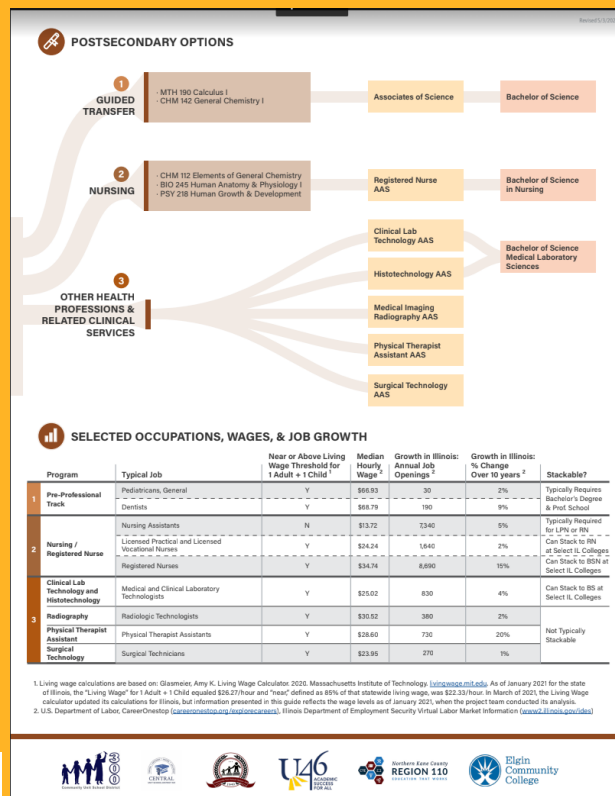 Revised 5/3/202
POSTSECONDARY OPTIONS
1
GUIDED
TRANSFER
- MTH 190 Calculus I
- CHM 142 General Chemistry I
Associates of Science
Bachelor of Science
2
NURSING
- CHM 112 Elements of General Chemistry
- BIO 245 Human Anatomy & Physiology I
- PSY 218 Human Growth & Development
Registered Nurse
AAS
Bachelor of Science
in Nursing
3
OTHER HEALTH
PROFESSIONS &
RELATED CLINICAL
SERVICES
Clinical Lab
Technology AAS
Histotechnology AAS
Medical Imaging
Radiography AAS
Physical Therapist
Assistant AAS
Surgical Technology
AAS
Bachelor of Science
Medical Laboratory
Sciences
SELECTED OCCUPATIONS, WAGES, & JOB GROWTH
Program Typical Job Near or Above Living Wage Threshold for 1 Adult + 1 Child 1 Median Hourly Wage 2 Growth in Illinois: Annual Job Openings 2 Growth in Illinois: % Change Over 10 years 2 Stackable?
1 Pre-Professional Track
Pediatricans, General Y $66.93 30 2% Typically Requires Bachelor's Degree & Prof. School
Dentists Y $68.79 190 9%
2 Nursing / Registered Nurse
Nursing Assistants N $13.72 7,340 5% Typically Required for LPN or RN
Licensed Practical and Licensed Vocational Nurses Y $24.24 1,640 2% Can Stack to RN at Select IL Colleges
Registered Nurses Y $34.74 8,690 15% Can Stack to BSN at Select IL Colleges
3 Clinical Lab Technology and Histotechnology Medical and Clinical Laboratory Technologists Y $25.02 830 4% Can Stack to BS at Select IL Colleges
Radiography Radiologic Technologists Y $30.52 380 2%
Physical Therapist Assistant Physical Therapist Assistants Y $28.60 730 20% Not Typically Stackable
Surgical Technology Surgical Technicians Y $23.95 270 1%
1. Living wage calculations are based on: Glasmeier, Amy K. Living Wage Calculator. 2020. Massachusetts Institute of Technology. livingwage.mit.edu. As of January 2021 for the state
of Illinois, the "Living Wage" for 1 Adult + 1 Child equaled $26.27/hour and "near," defined as 85% of that statewide living wage, was $22.33/hour. In March of 2021, the Living Wage
calculator updated its calculations for Illinois, but information presented in this guide reflects the wage levels as of January 2021, when the project team conducted its analysis.
2. U.S. Department of Labor, CareerOnestop (careeronestop.org/explorecareers), Illinois Department of Employment Security Virtual Labor Market Information (www2.illinois.gov/ides)
300
Community Unit School District
CENTRAL
U46
ACADEMIC
SUCCESS
FOR ALL
Northern Kane County
REGION 110
EDUCATION THAT WORKS
Elgin
Community
College